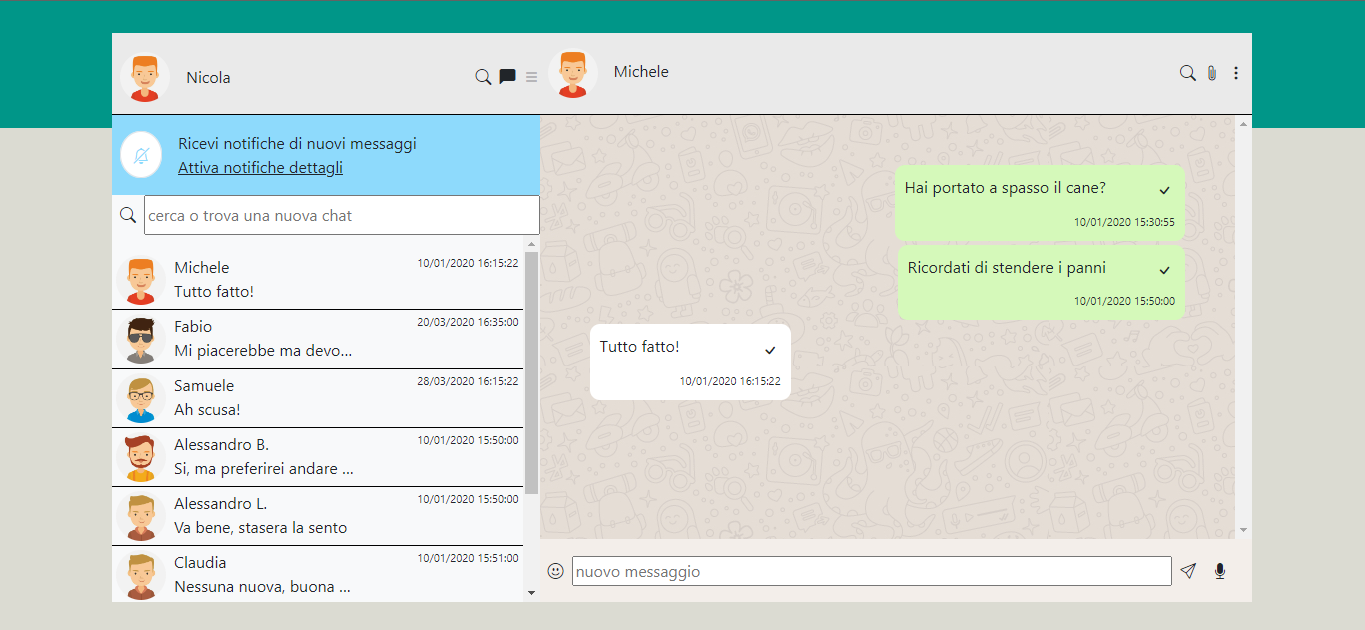 Nicola
Michele
Ricevi notifiche di nuovi messaggi
Attiva notifiche dettagli
cerca o trova una nuova chat
Michele
10/01/2020 16:15:22
Tutto fatto!
Fabio
20/03/2020 16:35:00
Mi piacerebbe ma devo...
Samuele
28/03/2020 16:15:22
Ah scusa!
Alessandro B.
10/01/2020 15:50:00
Si, ma preferirei andare ...
Alessandro L.
10/01/2020 15:50:00
Va bene, stasera la sento
Claudia
10/01/2020 15:51:00
Nessuna nuova, buona ...
Hai portato a spasso il cane?
10/01/2020 15:30:55
Ricordati di stendere i panni
10/01/2020 15:50:00
Tutto fatto!
10/01/2020 16:15:22
nuovo messaggio